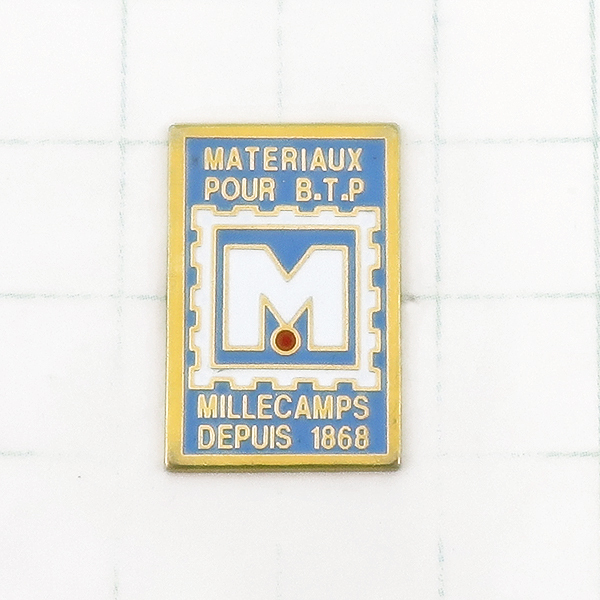 MATERIAUX
POUR B.T.P
M
MILLECAMPS
DEPUIS 1868